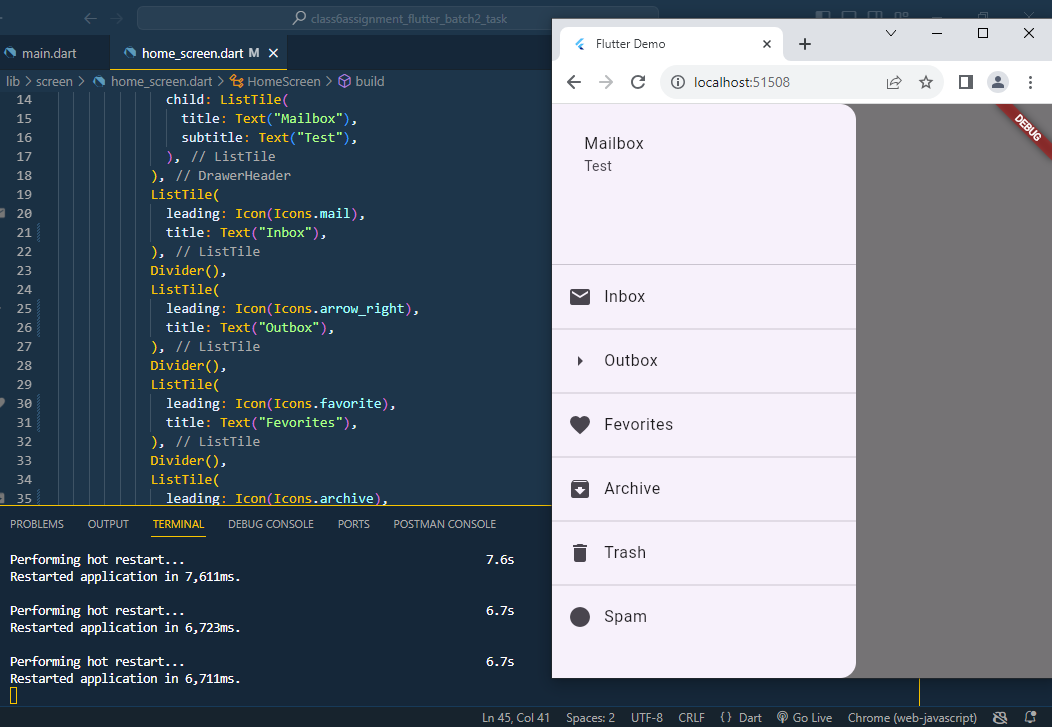 class6assignment_flutter_batch2_task
main.dart
home_screen.dart M
lib > screen > home_screen.dart > HomeScreen > build
14 child: ListTile(
15 title: Text("Mailbox"),
16 subtitle: Text("Test"),
17 ), // ListTile
18 ), // DrawerHeader
19 ListTile(
20 leading: Icon(Icons.mail),
21 title: Text("Inbox"),
22 ), // ListTile
23 Divider(),
24 ListTile(
25 leading: Icon(Icons.arrow_right),
26 title: Text("Outbox"),
27 ), // ListTile
28 Divider(),
29 ListTile(
30 leading: Icon(Icons.favorite),
31 title: Text("Fevorites"),
32 ), // ListTile
33 Divider(),
34 ListTile(
35 leading: Icon(Icons.archive),
PROBLEMS OUTPUT TERMINAL DEBUG CONSOLE PORTS POSTMAN CONSOLE
Performing hot restart... 7.6s
Restarted application in 7,611ms.
Performing hot restart... 6.7s
Restarted application in 6,723ms.
Performing hot restart... 6.7s
Restarted application in 6,711ms.
Flutter Demo
localhost:51508
DEBUG
Mailbox
Test
Inbox
Outbox
Fevorites
Archive
Trash
Spam
Ln 45, Col 41 Spaces: 2 UTF-8 CRLF { } Dart Go Live Chrome (web-javascript)